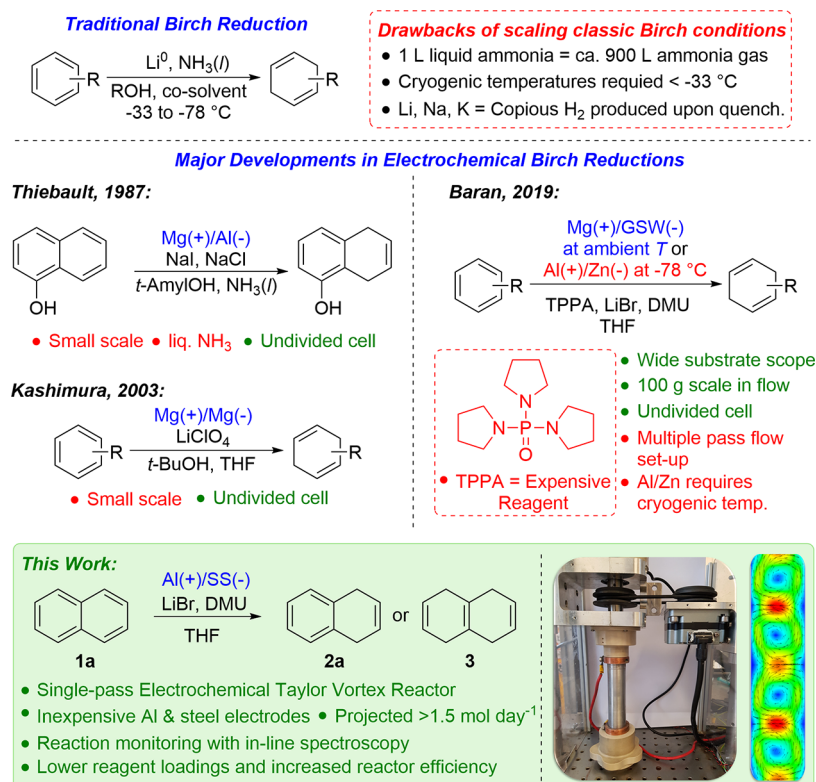 Traditional Birch Reduction
Li⁰, NH₃(l)
ROH, co-solvent
-33 to -78 °C
R
R
Drawbacks of scaling classic Birch conditions
● 1 L liquid ammonia = ca. 900 L ammonia gas
● Cryogenic temperatures requied < -33 °C
● Li, Na, K = Copious H₂ produced upon quench.
Major Developments in Electrochemical Birch Reductions
Thiebault, 1987:
Mg(+)/Al(-)
NaI, NaCl
t-AmylOH, NH₃(l)
OH
OH
● Small scale ● liq. NH₃ ● Undivided cell
Kashimura, 2003:
Mg(+)/Mg(-)
LiClO₄
t-BuOH, THF
R
R
● Small scale ● Undivided cell
Baran, 2019:
Mg(+)/GSW(-)
at ambient T or
Al(+)/Zn(-) at -78 °C
TPPA, LiBr, DMU
THF
R
R
N
N P N
O
● TPPA = Expensive
Reagent
● Wide substrate scope
● 100 g scale in flow
● Undivided cell
● Multiple pass flow
set-up
● Al/Zn requires
cryogenic temp.
This Work:
Al(+)/SS(-)
LiBr, DMU
THF
or
1a
2a
3
● Single-pass Electrochemical Taylor Vortex Reactor
● Inexpensive Al & steel electrodes ● Projected >1.5 mol day⁻¹
● Reaction monitoring with in-line spectroscopy
● Lower reagent loadings and increased reactor efficiency